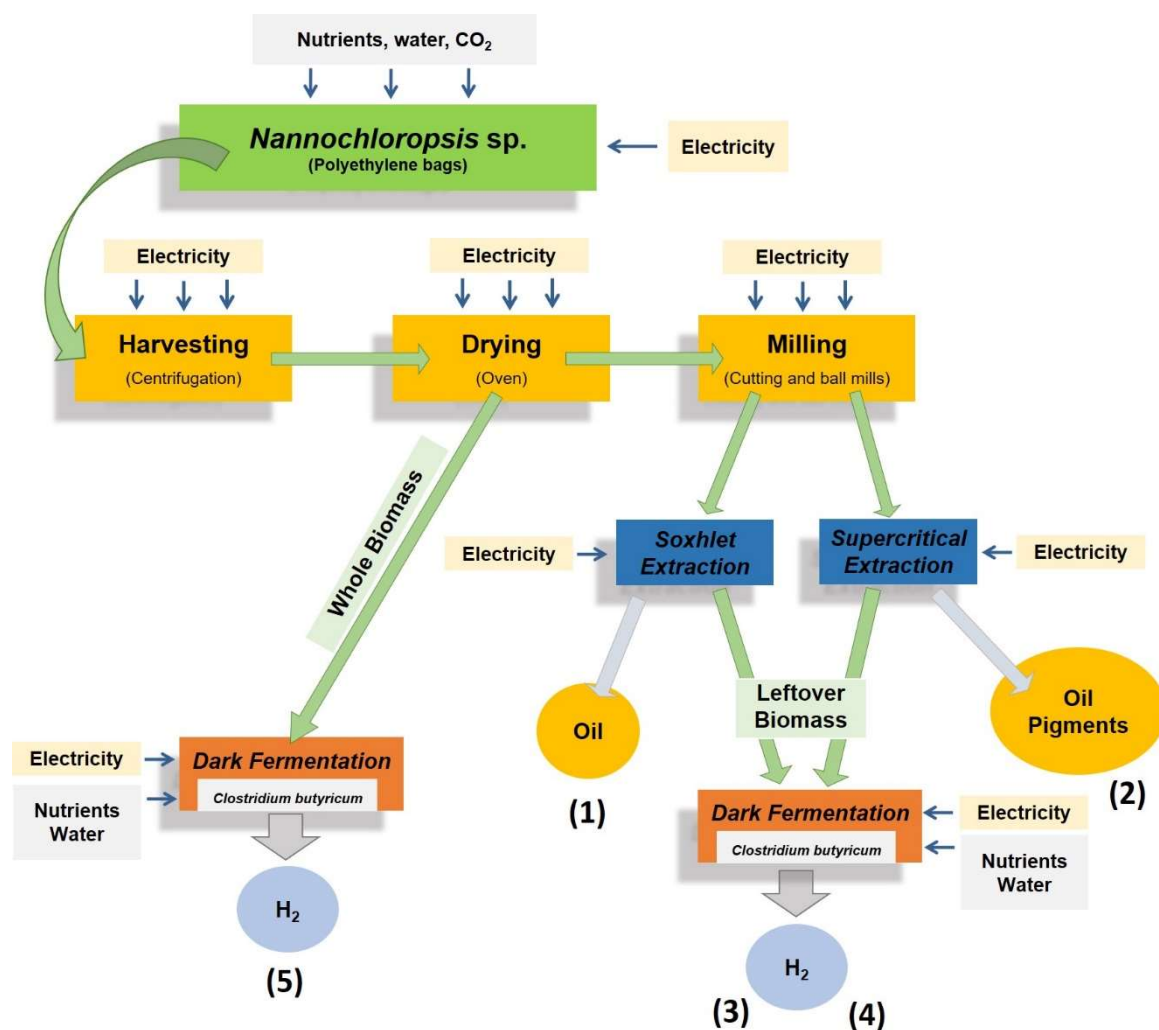 Nutrients, water, CO₂
Nannochloropsis sp.
(Polyethylene bags)
Electricity
Electricity
Electricity
Electricity
Harvesting
(Centrifugation)
Drying
(Oven)
Milling
(Cutting and ball mills)
Whole Biomass
Electricity
Soxhlet
Extraction
Supercritical
Extraction
Electricity
Leftover
Biomass
Oil
Oil
Pigments
(1)
(2)
Electricity
Nutrients
Water
Dark Fermentation
Clostridium butyricum
Dark Fermentation
Clostridium butyricum
Electricity
Nutrients
Water
H₂
(5)
H₂
(3)
(4)